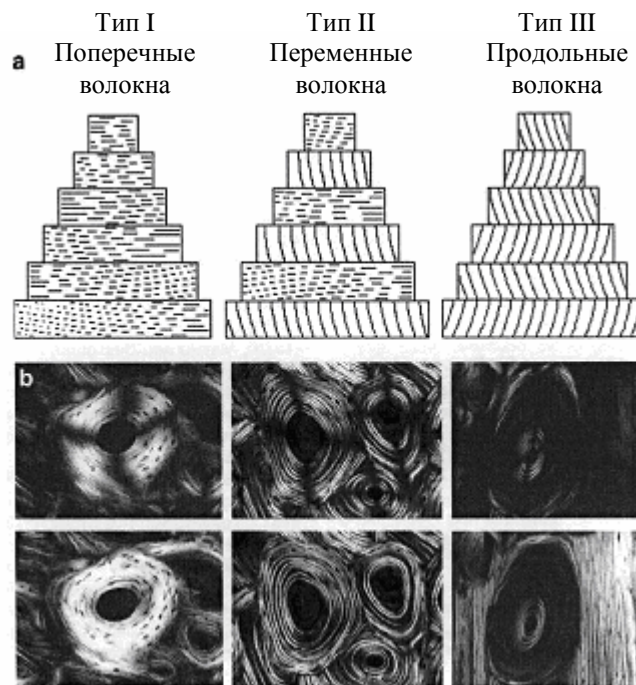 Тип I
Поперечные
волокна
Тип II
Переменные
волокна
Тип III
Продольные
волокна
a
b